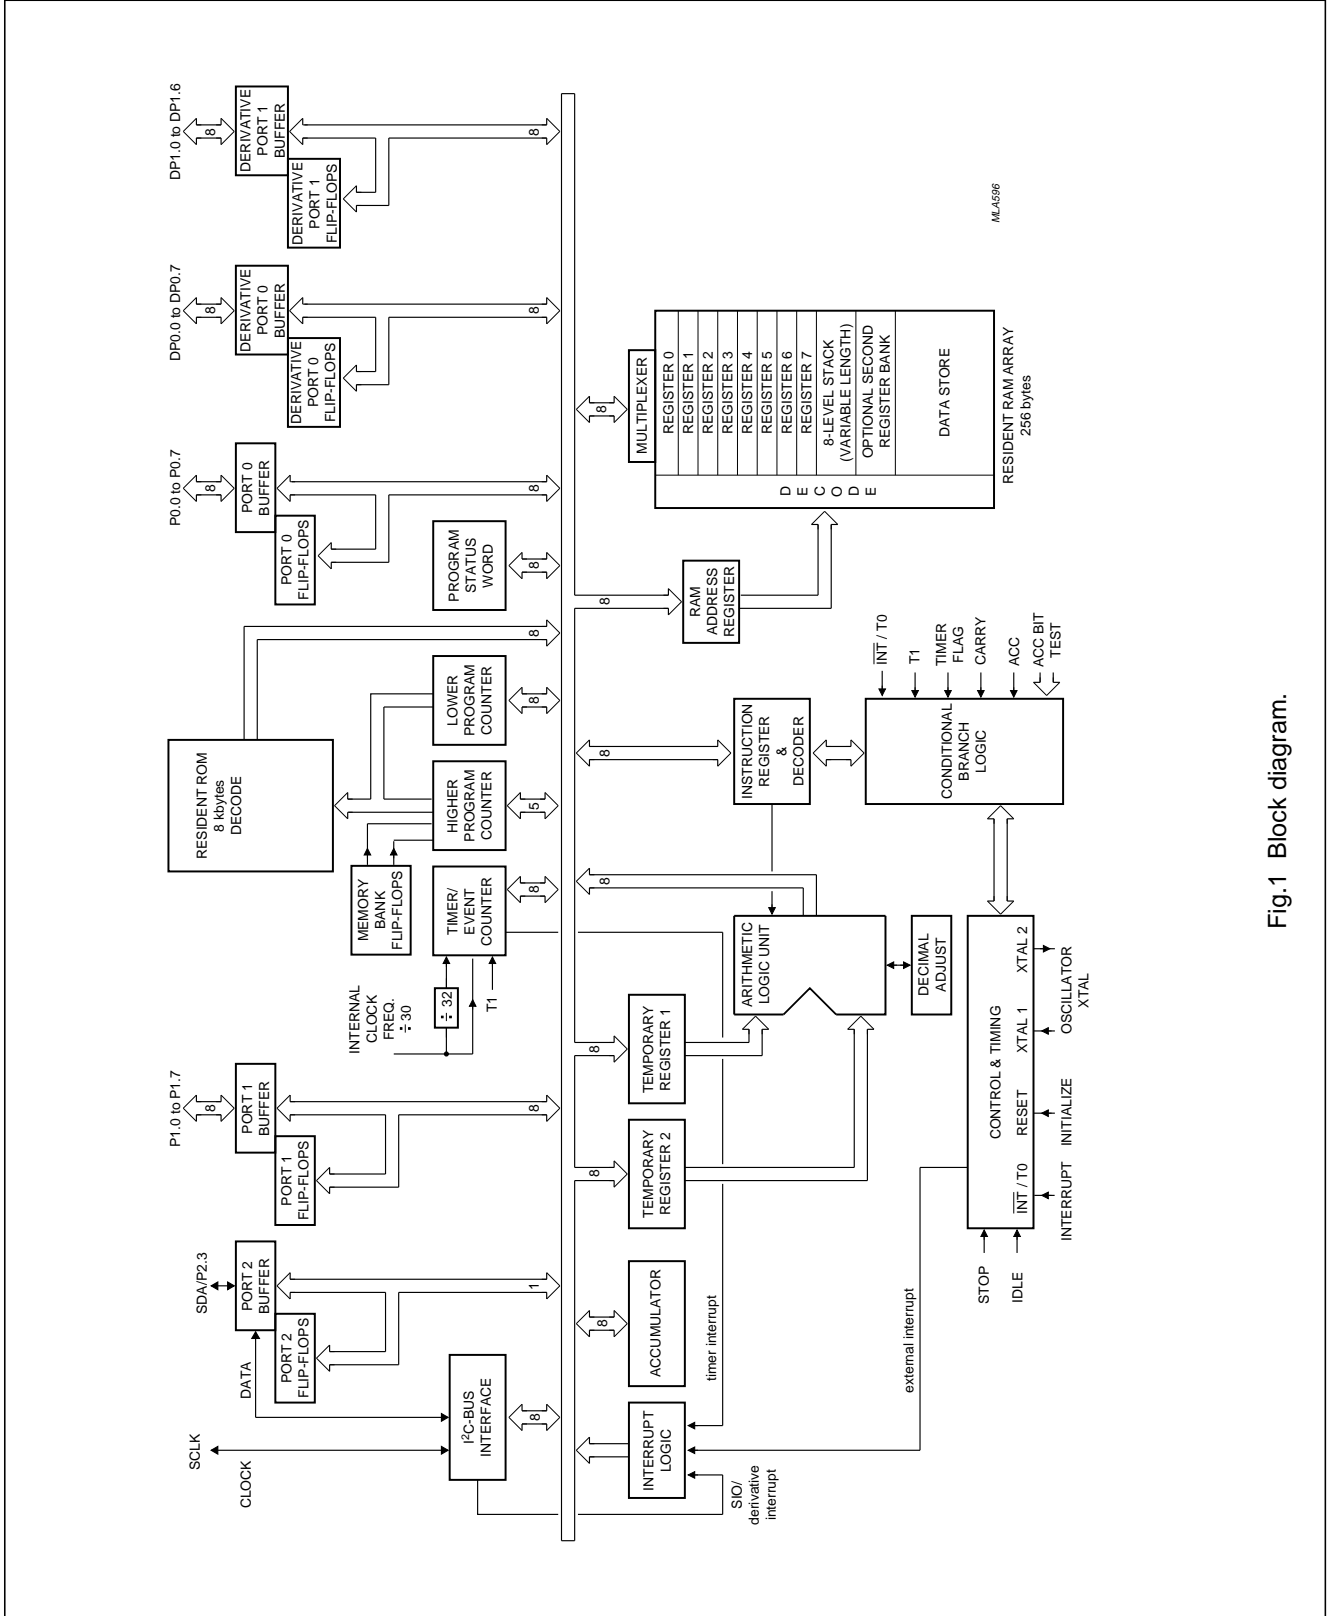 SCLK
CLOCK
DATA
SDA/P2.3
PORT 2
BUFFER
PORT 2
FLIP-FLOPS
1
I²C-BUS
INTERFACE
8
P1.0 to P1.7
8
PORT 1
BUFFER
PORT 1
FLIP-FLOPS
8
INTERNAL
CLOCK
FREQ.
÷ 30
÷ 32
T1
TIMER/
EVENT
COUNTER
8
MEMORY
BANK
FLIP-FLOPS
RESIDENT ROM
8 kbytes
DECODE
8
HIGHER
PROGRAM
COUNTER
5
LOWER
PROGRAM
COUNTER
8
PROGRAM
STATUS
WORD
8
P0.0 to P0.7
8
PORT 0
BUFFER
PORT 0
FLIP-FLOPS
8
DP0.0 to DP0.7
8
DERIVATIVE
PORT 0
BUFFER
DERIVATIVE
PORT 0
FLIP-FLOPS
8
DP1.0 to DP1.6
8
DERIVATIVE
PORT 1
BUFFER
DERIVATIVE
PORT 1
FLIP-FLOPS
8
INTERRUPT
LOGIC
SIO/
derivative
interrupt
timer interrupt
external interrupt
8
ACCUMULATOR
8
TEMPORARY
REGISTER 2
8
TEMPORARY
REGISTER 1
8
ARITHMETIC
LOGIC UNIT
DECIMAL
ADJUST
8
INSTRUCTION
REGISTER
&
DECODER
CONDITIONAL
BRANCH
LOGIC
INT / T0
T1
TIMER
FLAG
CARRY
ACC
ACC BIT
TEST
8
RAM
ADDRESS
REGISTER
8
MULTIPLEXER
DECODE
REGISTER 0
REGISTER 1
REGISTER 2
REGISTER 3
REGISTER 4
REGISTER 5
REGISTER 6
REGISTER 7
8-LEVEL STACK
(VARIABLE LENGTH)
OPTIONAL SECOND
REGISTER BANK
DATA STORE
RESIDENT RAM ARRAY
256 bytes
STOP
IDLE
CONTROL & TIMING
INT / T0
RESET
XTAL 1
XTAL 2
INTERRUPT
INITIALIZE
OSCILLATOR
XTAL
MLA596
Fig.1 Block diagram.